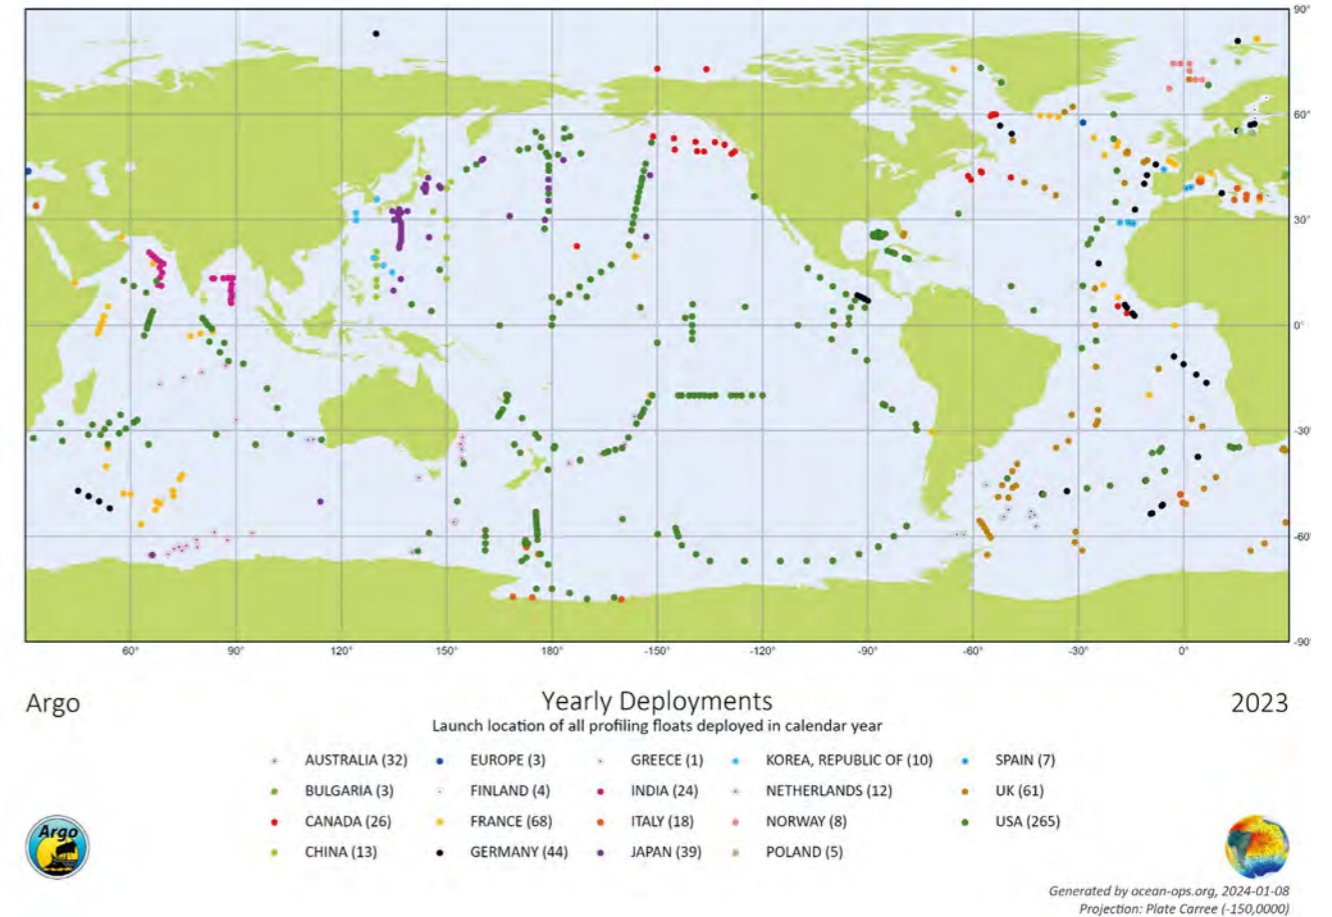 90°
60°
30°
0°
-30°
-60°
-90°
60° 90° 120° 150° 180° -150° -120° -90° -60° -30° 0°
Argo Yearly Deployments 2023
Launch location of all profiling floats deployed in calendar year
AUSTRALIA (32) EUROPE (3) GREECE (1) KOREA, REPUBLIC OF (10) SPAIN (7)
BULGARIA (3) FINLAND (4) INDIA (24) NETHERLANDS (12) UK (61)
CANADA (26) FRANCE (68) ITALY (18) NORWAY (8) USA (265)
CHINA (13) GERMANY (44) JAPAN (39) POLAND (5)
Argo
Generated by ocean-ops.org, 2024-01-08
Projection: Plate Carree (-150,0000)